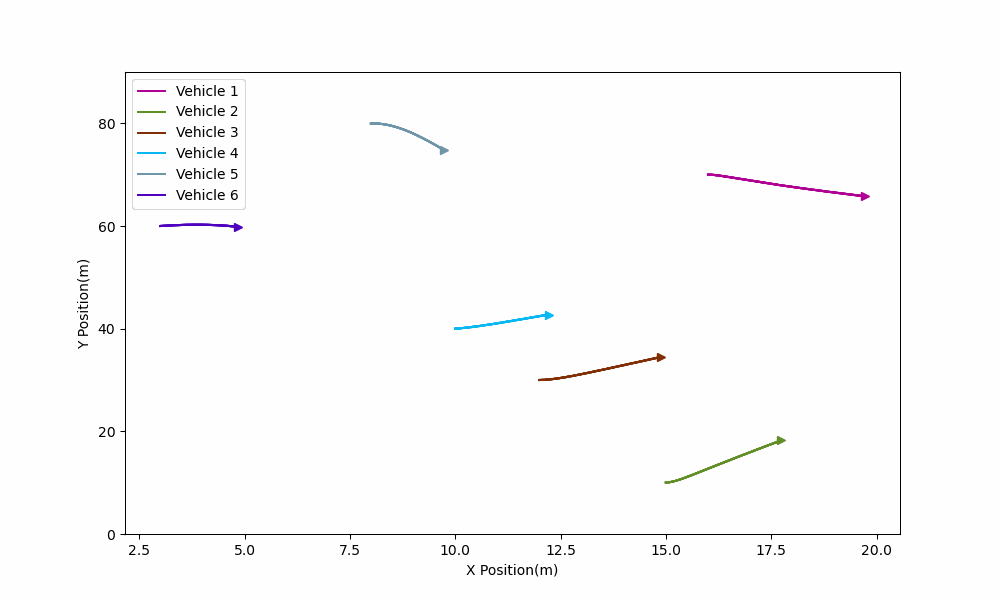 Vehicle 1
Vehicle 2
Vehicle 3
Vehicle 4
Vehicle 5
Vehicle 6
80
60
40
20
0
Y Position(m)
2.5 5.0 7.5 10.0 12.5 15.0 17.5 20.0
X Position(m)